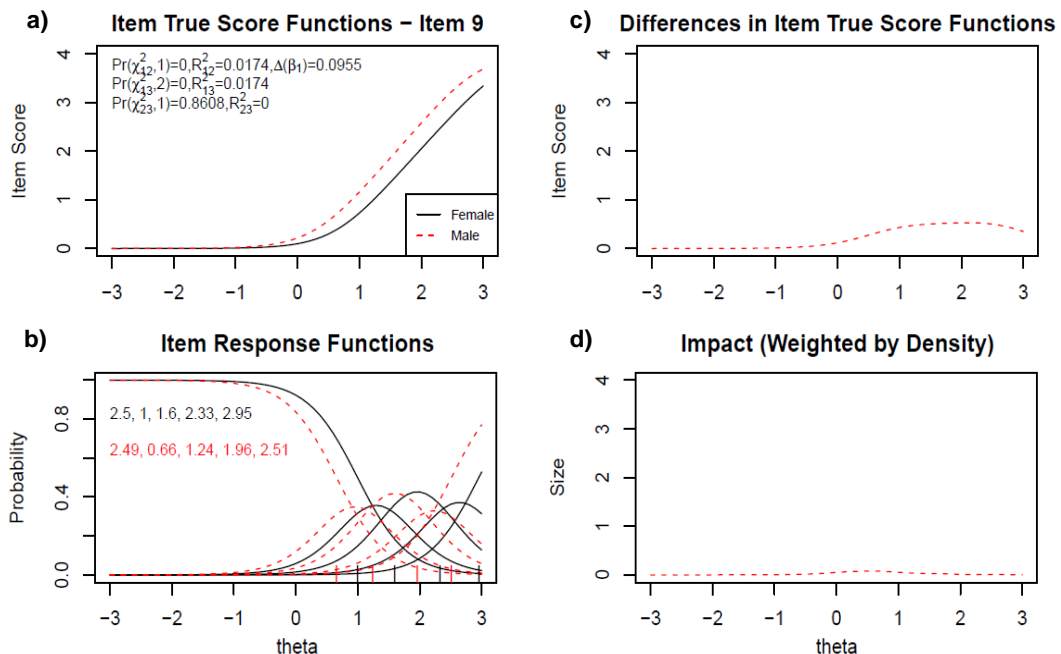 a)
Item True Score Functions − Item 9
Pr(χ²₁₂,1)=0,R²₁₂=0.0174,Δ(β₁)=0.0955
Pr(χ²₁₃,2)=0,R²₁₃=0.0174
Pr(χ²₂₃,1)=0.8608,R²₂₃=0
Item Score
4
3
2
1
0
Female
Male
−3 −2 −1 0 1 2 3
c)
Differences in Item True Score Functions
Item Score
4
3
2
1
0
−3 −2 −1 0 1 2 3
b)
Item Response Functions
2.5, 1, 1.6, 2.33, 2.95
2.49, 0.66, 1.24, 1.96, 2.51
Probability
0.8
0.4
0.0
−3 −2 −1 0 1 2 3
theta
d)
Impact (Weighted by Density)
Size
4
3
2
1
0
−3 −2 −1 0 1 2 3
theta